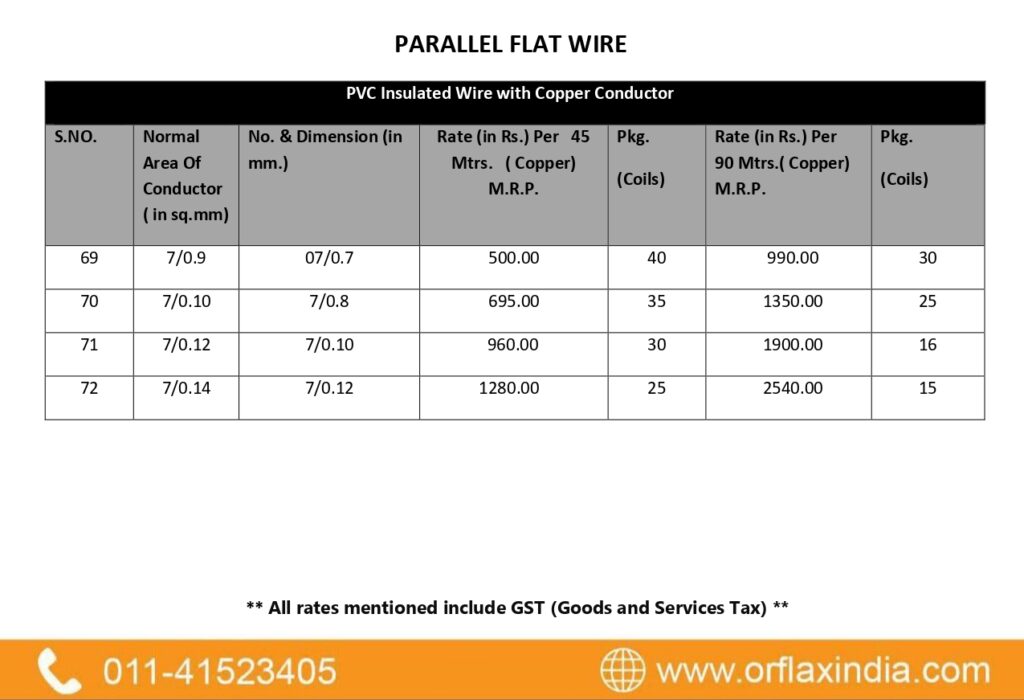 PARALLEL FLAT WIRE
PVC Insulated Wire with Copper Conductor
S.NO. Normal Area Of Conductor ( in sq.mm) No. & Dimension (in mm.) Rate (in Rs.) Per 45 Mtrs. ( Copper) M.R.P. Pkg. (Coils) Rate (in Rs.) Per 90 Mtrs.( Copper) M.R.P. Pkg. (Coils)
69 7/0.9 07/0.7 500.00 40 990.00 30
70 7/0.10 7/0.8 695.00 35 1350.00 25
71 7/0.12 7/0.10 960.00 30 1900.00 16
72 7/0.14 7/0.12 1280.00 25 2540.00 15
** All rates mentioned include GST (Goods and Services Tax) **
011-41523405 www.orflaxindia.com